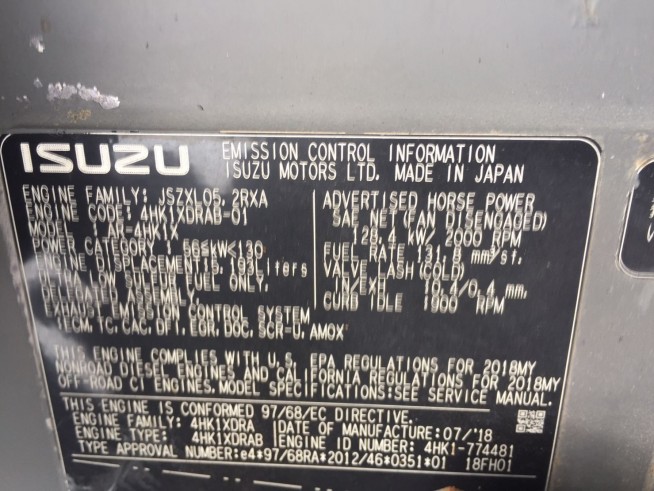 ISUZU
EMISSION CONTROL INFORMATION
ISUZU MOTORS LTD. MADE IN JAPAN
ENGINE FAMILY: JSZXL05.2RXA
ENGINE CODE: 4HK1XDRAB-01
MODEL: AR-4HK1X
POWER CATEGORY : 56≤kW<130
ENGINE DISPLACEMENT:5.193Liters
ULTRA LOW SULFUR FUEL ONLY.
DELEGATED ASSEMBLY.
EXHAUST EMISSION CONTROL SYSTEM
:ECM, TC, CAC, DFI, EGR, DOC, SCR-U, AMOX
ADVERTISED HORSE POWER
SAE NET (FAN DISENGAGED)
128.4 kW/ 2000 RPM
FUEL RATE 131.8 mm³/st.
VALVE LASH (COLD)
IN/EXH 0.4/0.4 mm.
CURB IDLE RPM
THIS ENGINE COMPLIES WITH U.S. EPA REGULATIONS FOR 2018MY
NONROAD DIESEL ENGINES, AND CALIFORNIA REGULATIONS FOR 2018MY
OFF-ROAD CI ENGINES. MODEL SPECIFICATIONS:SEE SERVICE MANUAL.
THIS ENGINE IS CONFORMED 97/68/EC DIRECTIVE.
ENGINE FAMILY: 4HK1XDRA
DATE OF MANUFACTURE: 07/'18
ENGINE TYPE: 4HK1XDRAB
ENGINE ID NUMBER: 4HK1-774481
TYPE APPROVAL NUMBER:e4*97/68RA*2012/46*0351*01 18FH01